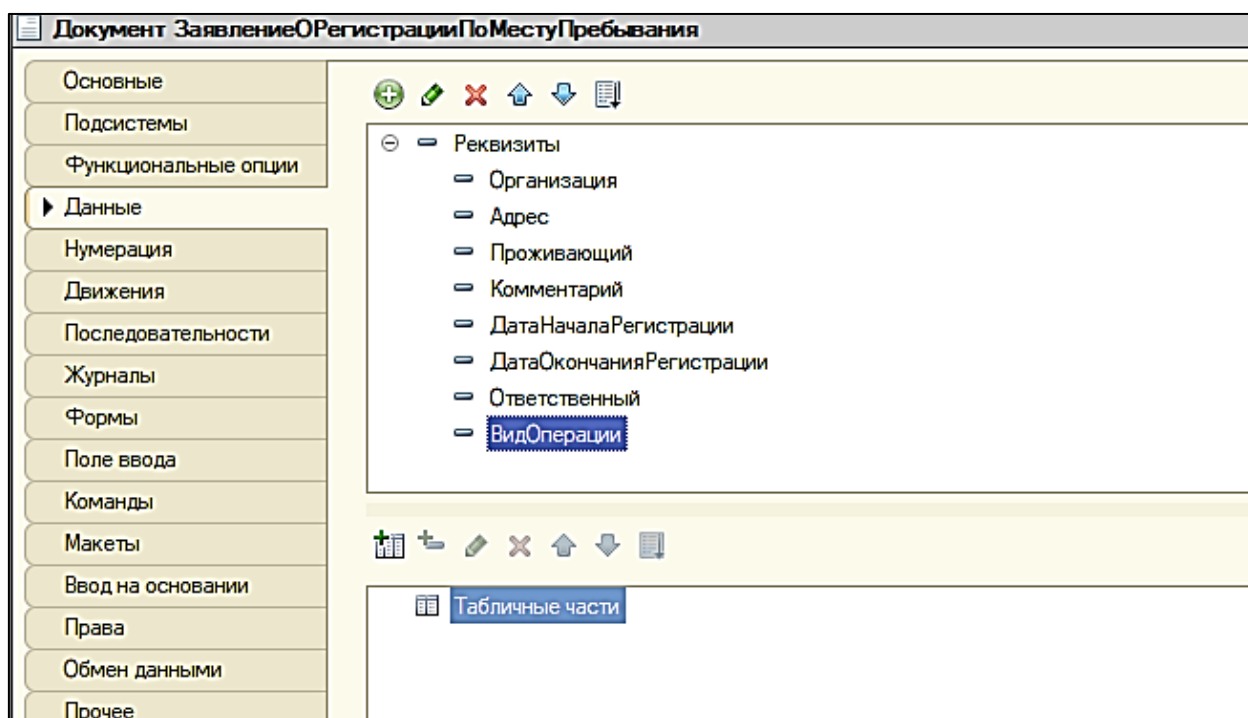 Документ ЗаявлениеОРегистрацииПоМестуПребывания
Основные
Подсистемы
Функциональные опции
Данные
Нумерация
Движения
Последовательности
Журналы
Формы
Поле ввода
Команды
Макеты
Ввод на основании
Права
Обмен данными
Прочее
Реквизиты
Организация
Адрес
Проживающий
Комментарий
ДатаНачалаРегистрации
ДатаОкончанияРегистрации
Ответственный
ВидОперации
Табличные части